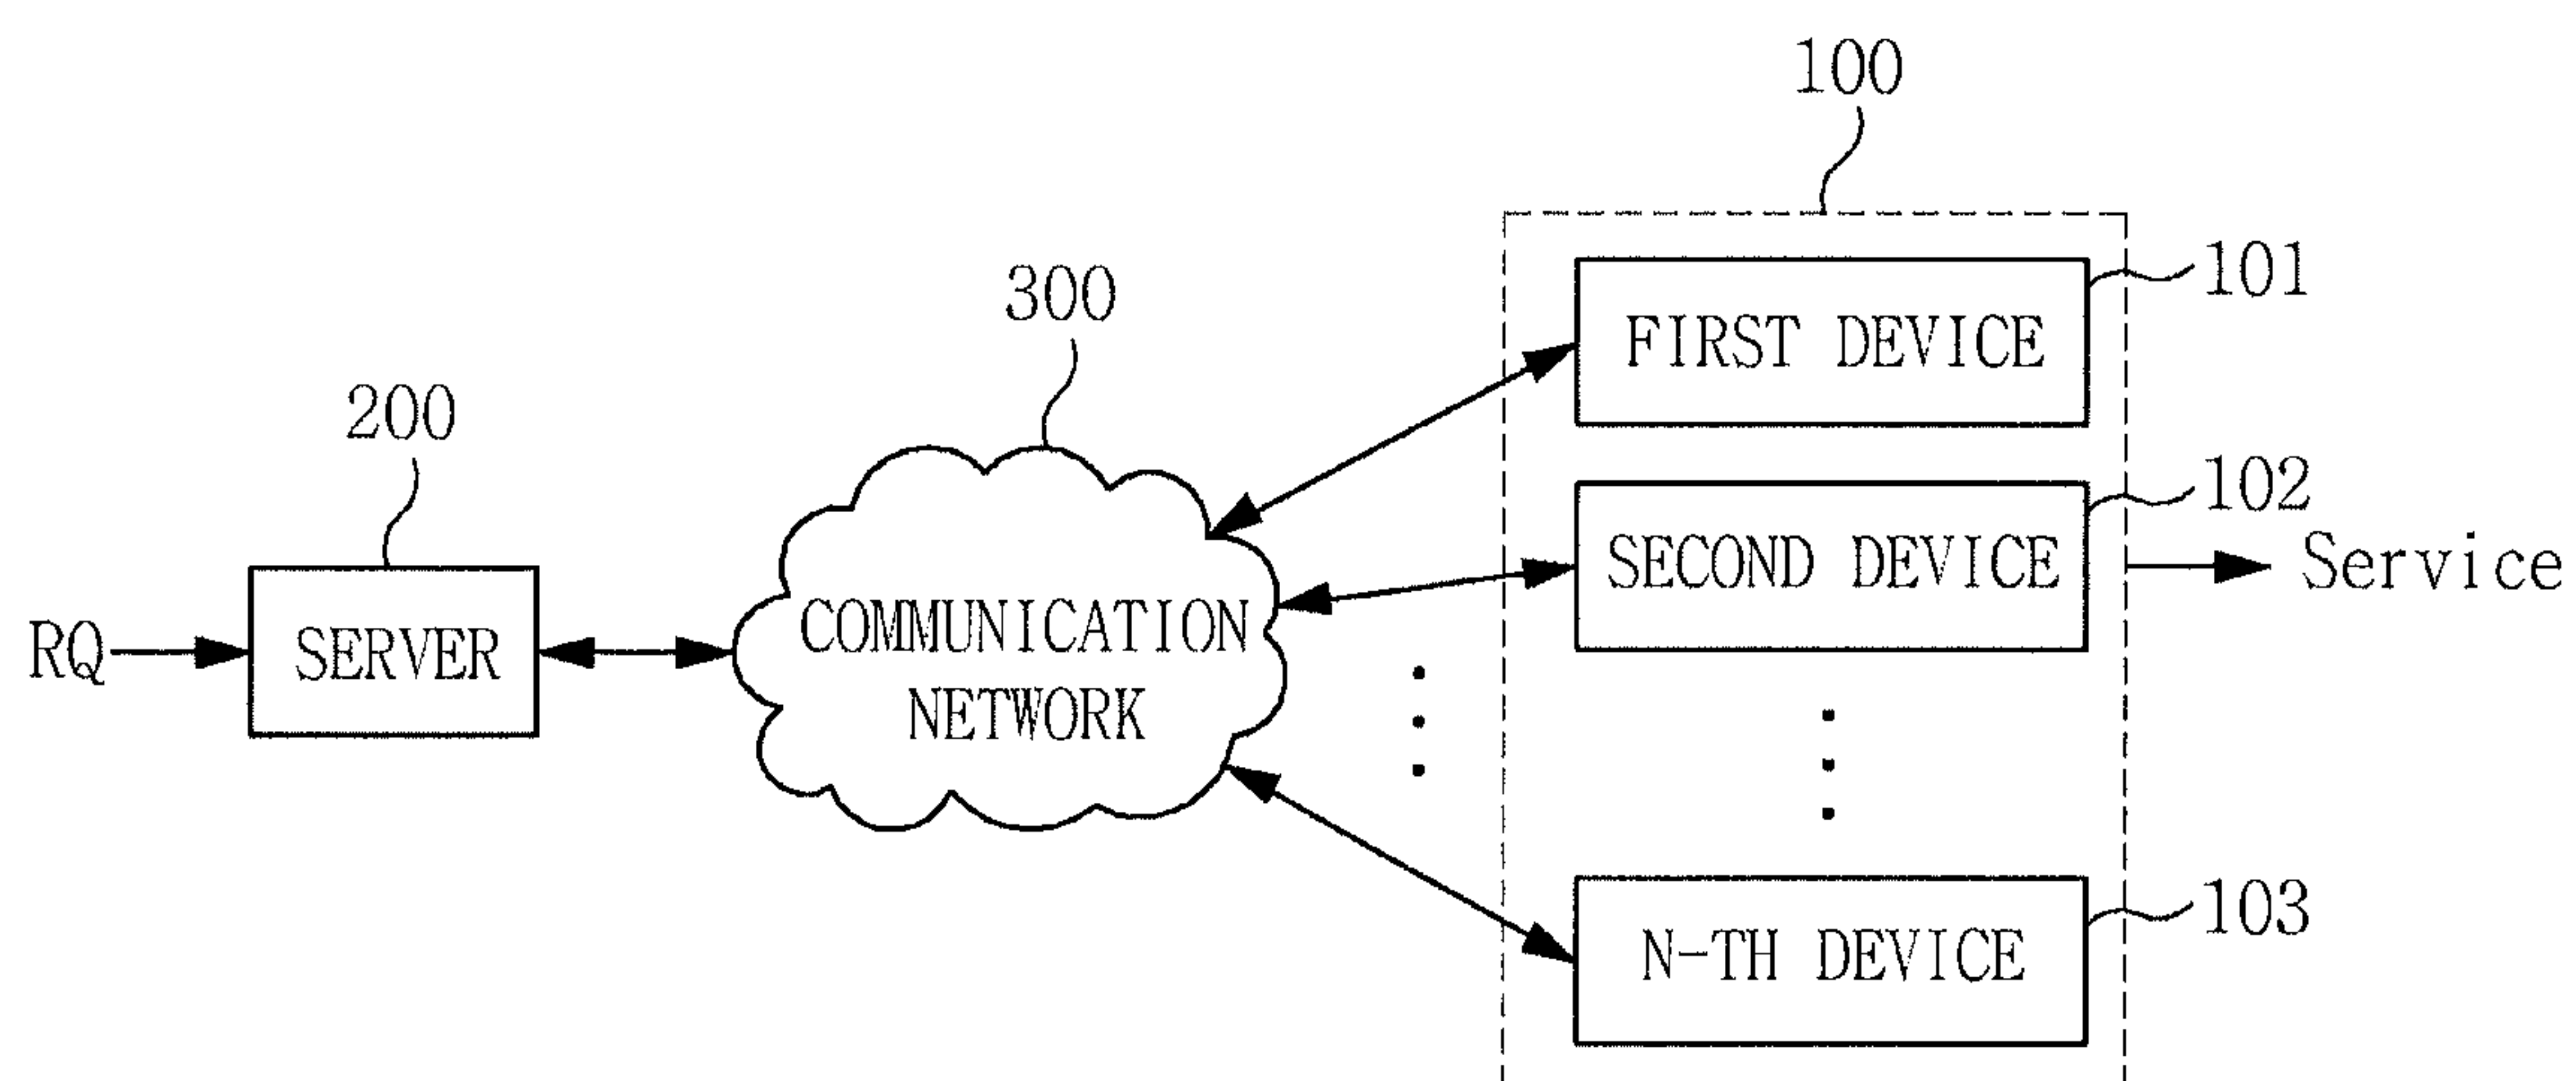 100
101
FIRST DEVICE
300
200
102
SECOND DEVICE
Service
COMMUNICATION
NETWORK
RQ
SERVER
103
N-TH DEVICE